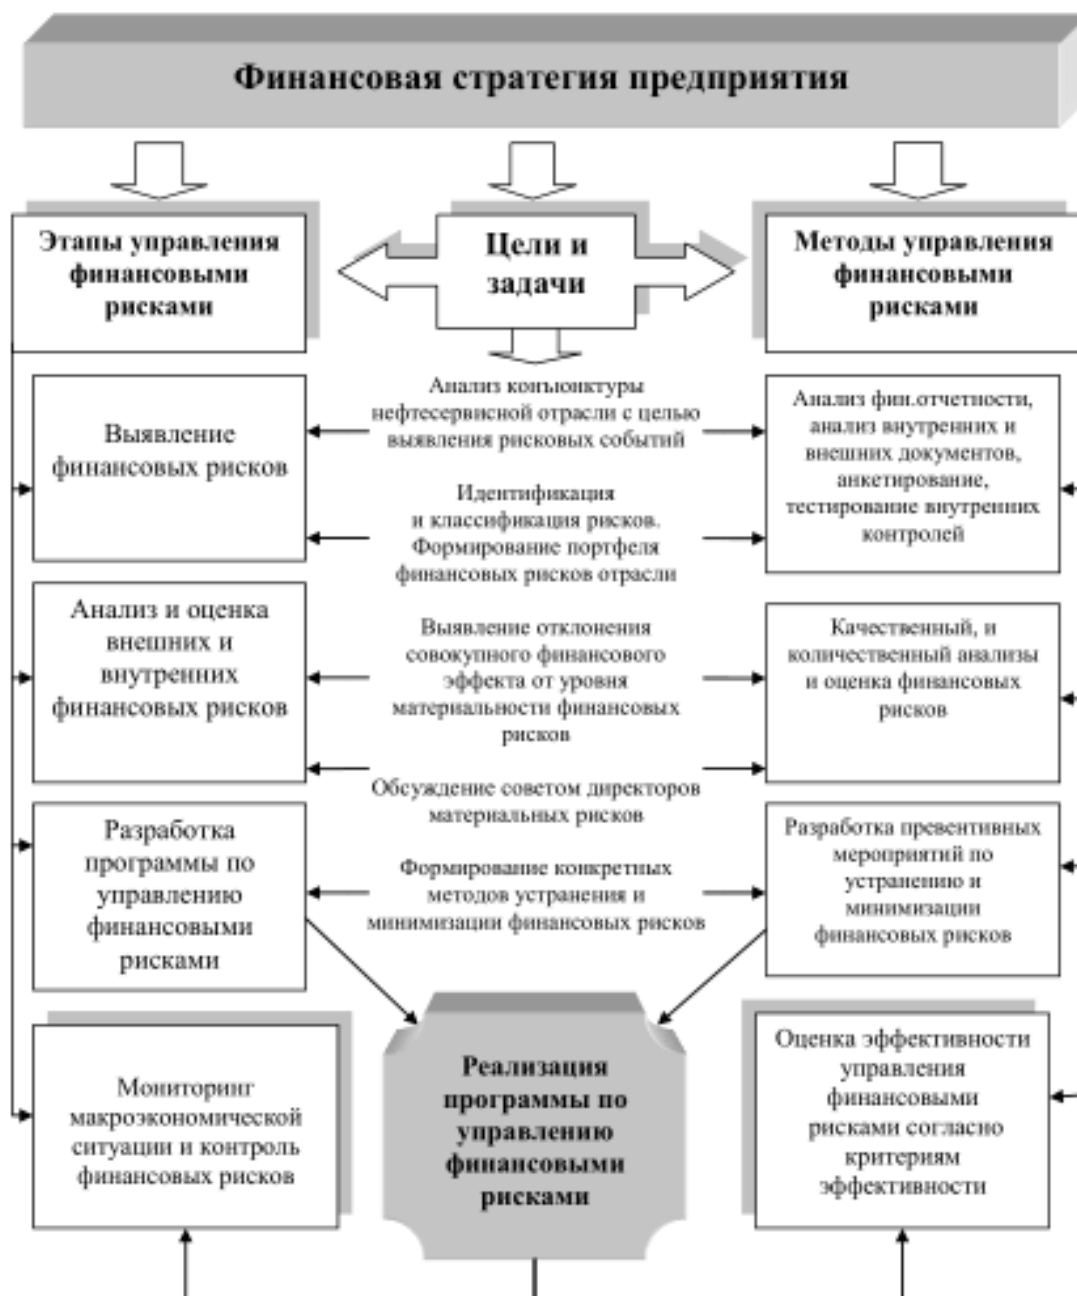 Финансовая стратегия предприятия
Этапы управления
финансовыми
рисками
Цели и
задачи
Методы управления
финансовыми
рисками
Выявление
финансовых рисков
Анализ конъюнктуры
нефтесервисной отрасли с целью
выявления рисковых событий
Идентификация
и классификация рисков.
Формирование портфеля
финансовых рисков отрасли
Анализ фин.отчетности,
анализ внутренних и
внешних документов,
анкетирование,
тестирование внутренних
контролей
Анализ и оценка
внешних и
внутренних
финансовых рисков
Выявление отклонения
совокупного финансового
эффекта от уровня
материальности финансовых
рисков
Качественный, и
количественный анализы
и оценка финансовых
рисков
Обсуждение советом директоров
материальных рисков
Разработка
программы по
управлению
финансовыми
рисками
Формирование конкретных
методов устранения и
минимизации финансовых рисков
Разработка превентивных
мероприятий по
устранению и
минимизации
финансовых рисков
Мониторинг
макроэкономической
ситуации и контроль
финансовых рисков
Реализация
программы по
управлению
финансовыми
рисками
Оценка эффективности
управления
финансовыми
рисками согласно
критериям
эффективности